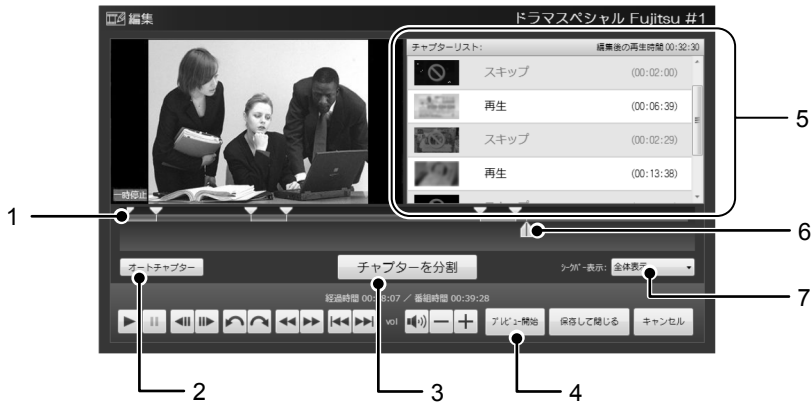 編集
ドラマスペシャル Fujitsu #1
チャプターリスト:
編集後の再生時間 00:32:30
スキップ (00:02:00)
再生 (00:06:39)
スキップ (00:02:29)
再生 (00:13:38)
一時停止
1
5
6
オートチャプター
チャプターを分割
シークバー表示: 全体表示
7
経過時間 00:28:07 / 番組時間 00:39:28
vol
プレビュー開始
保存して閉じる
キャンセル
2
3
4